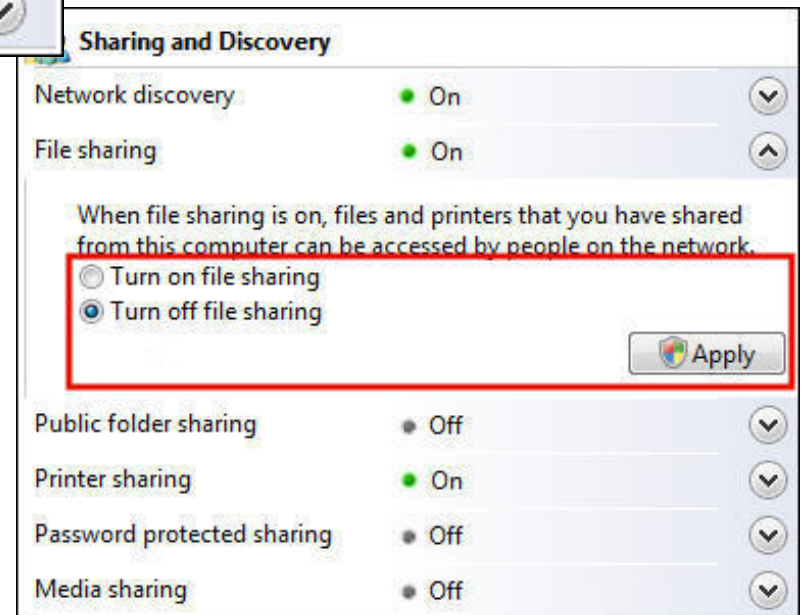 Sharing and Discovery
Network discovery On
File sharing On
When file sharing is on, files and printers that you have shared
from this computer can be accessed by people on the network.
Turn on file sharing
Turn off file sharing
Apply
Public folder sharing Off
Printer sharing On
Password protected sharing Off
Media sharing Off